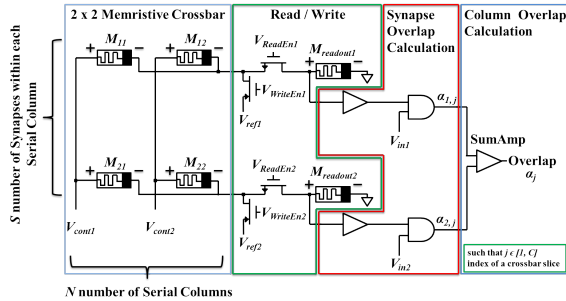 2 x 2 Memristive Crossbar
Read / Write
Synapse
Overlap
Calculation
Column Overlap
Calculation
S number of Synapses within each
Serial Column
+ M11 −
+ M12 −
VReadEn1
+ Mreadout1 −
VWriteEn1
Vref1
Vin1
α1, j
SumAmp
Overlap
αj
+ M21 −
+ M22 −
VReadEn2
+ Mreadout2 −
VWriteEn2
Vref2
Vin2
α2, j
Vcont1
Vcont2
such that j ϵ [1, C]
index of a crossbar slice
N number of Serial Columns